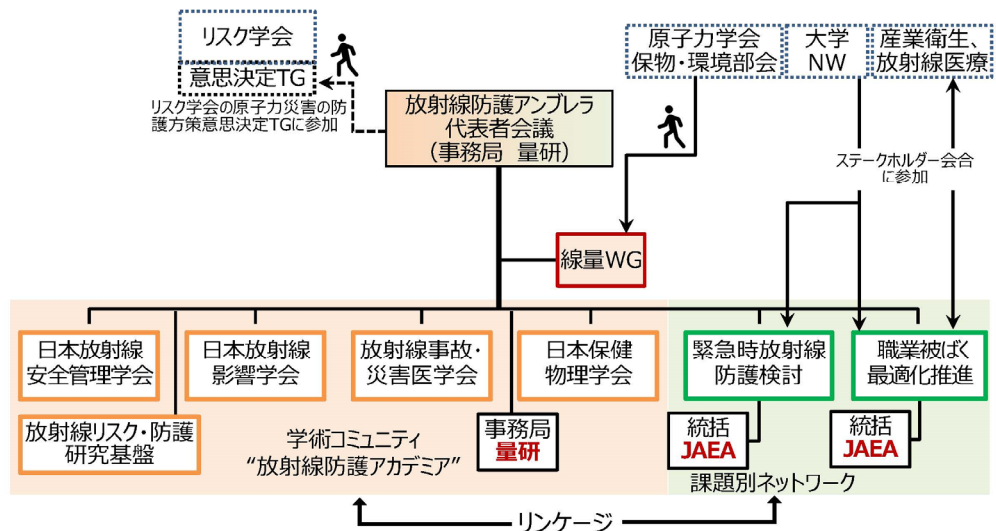 リスク学会
意思決定TG
リスク学会の原子力災害の防
護方策意思決定TGに参加
放射線防護アンブレラ
代表者会議
（事務局　量研）
原子力学会
保物・環境部会
大学
NW
産業衛生、
放射線医療
ステークホルダー会合
に参加
線量WG
日本放射線
安全管理学会
日本放射線
影響学会
放射線事故・
災害医学会
日本保健
物理学会
緊急時放射線
防護検討
職業被ばく
最適化推進
放射線リスク・防護
研究基盤
学術コミュニティ
“放射線防護アカデミア”
事務局
量研
統括
JAEA
統括
JAEA
課題別ネットワーク
リンケージ